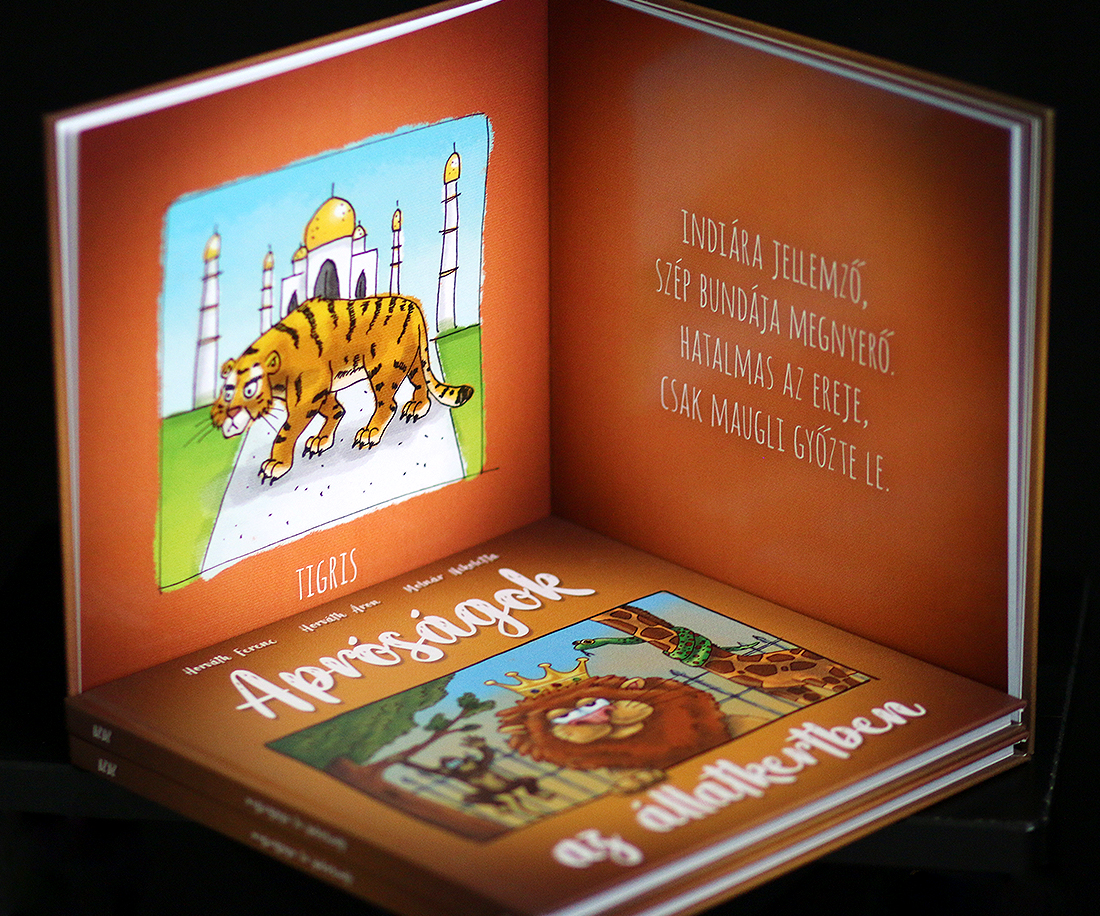 INDIÁRA JELLEMZŐ,
SZÉP BUNDÁJA MEGNYERŐ.
HATALMAS AZ EREJE,
CSAK MAUGLI GYŐZTE LE.
TIGRIS
Horváth Ferenc Horváth Áron Molnár Nikoletta
Apróságok
az állatkertben